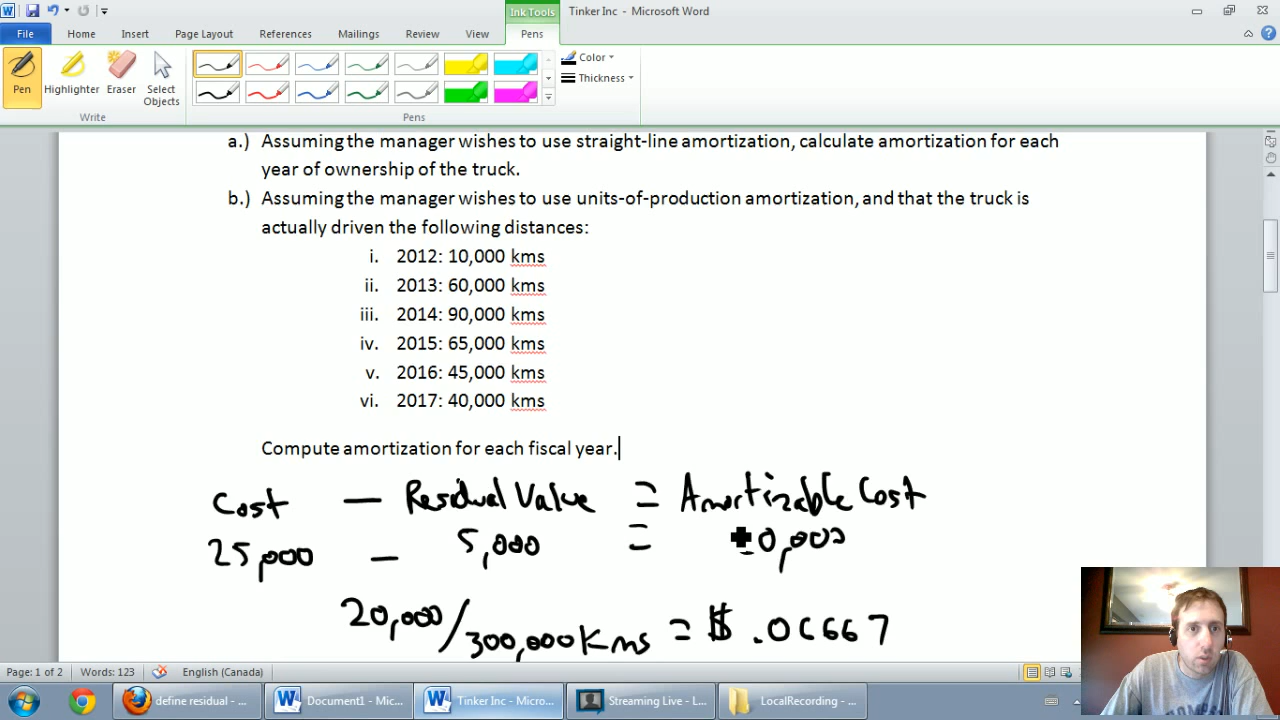 Ink Tools
Tinker Inc - Microsoft Word
File Home Insert Page Layout References Mailings Review View Pens
Pen Highlighter Eraser Select Objects
Color
Thickness
Write Pens
a.) Assuming the manager wishes to use straight-line amortization, calculate amortization for each
year of ownership of the truck.
b.) Assuming the manager wishes to use units-of-production amortization, and that the truck is
actually driven the following distances:
i. 2012: 10,000 kms
ii. 2013: 60,000 kms
iii. 2014: 90,000 kms
iv. 2015: 65,000 kms
v. 2016: 45,000 kms
vi. 2017: 40,000 kms
Compute amortization for each fiscal year.
Cost — Residual Value = Amortizable Cost
25,000 — 5,000 = 0,000
20,000/300,000 Kms = $ .06667
Page: 1 of 2 Words: 123 English (Canada)
define residual - ... Document1 - Mic... Tinker Inc - Micro... Streaming Live - L... LocalRecording - ...